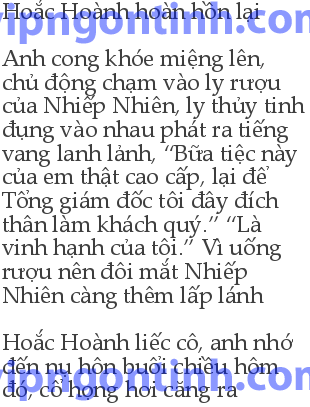 Hoắc Hoành hoàn hồn lại
vipngontinh.com
Anh cong khóe miệng lên,
chủ động chạm vào ly rượu
của Nhiếp Nhiên, ly thủy tinh
đụng vào nhau phát ra tiếng
vang lanh lảnh, “Bữa tiệc này
của em thật cao cấp, lại để
Tổng giám đốc tôi đây đích
thân làm khách quý.” “Là
vinh hạnh của tôi.” Vì uống
rượu nên đôi mắt Nhiếp
Nhiên càng thêm lấp lánh
Hoắc Hoành liếc cô, anh nhớ
đến nụ hôn buổi chiều hôm
vipngontinh.com
đó, cổ họng hơi căng ra